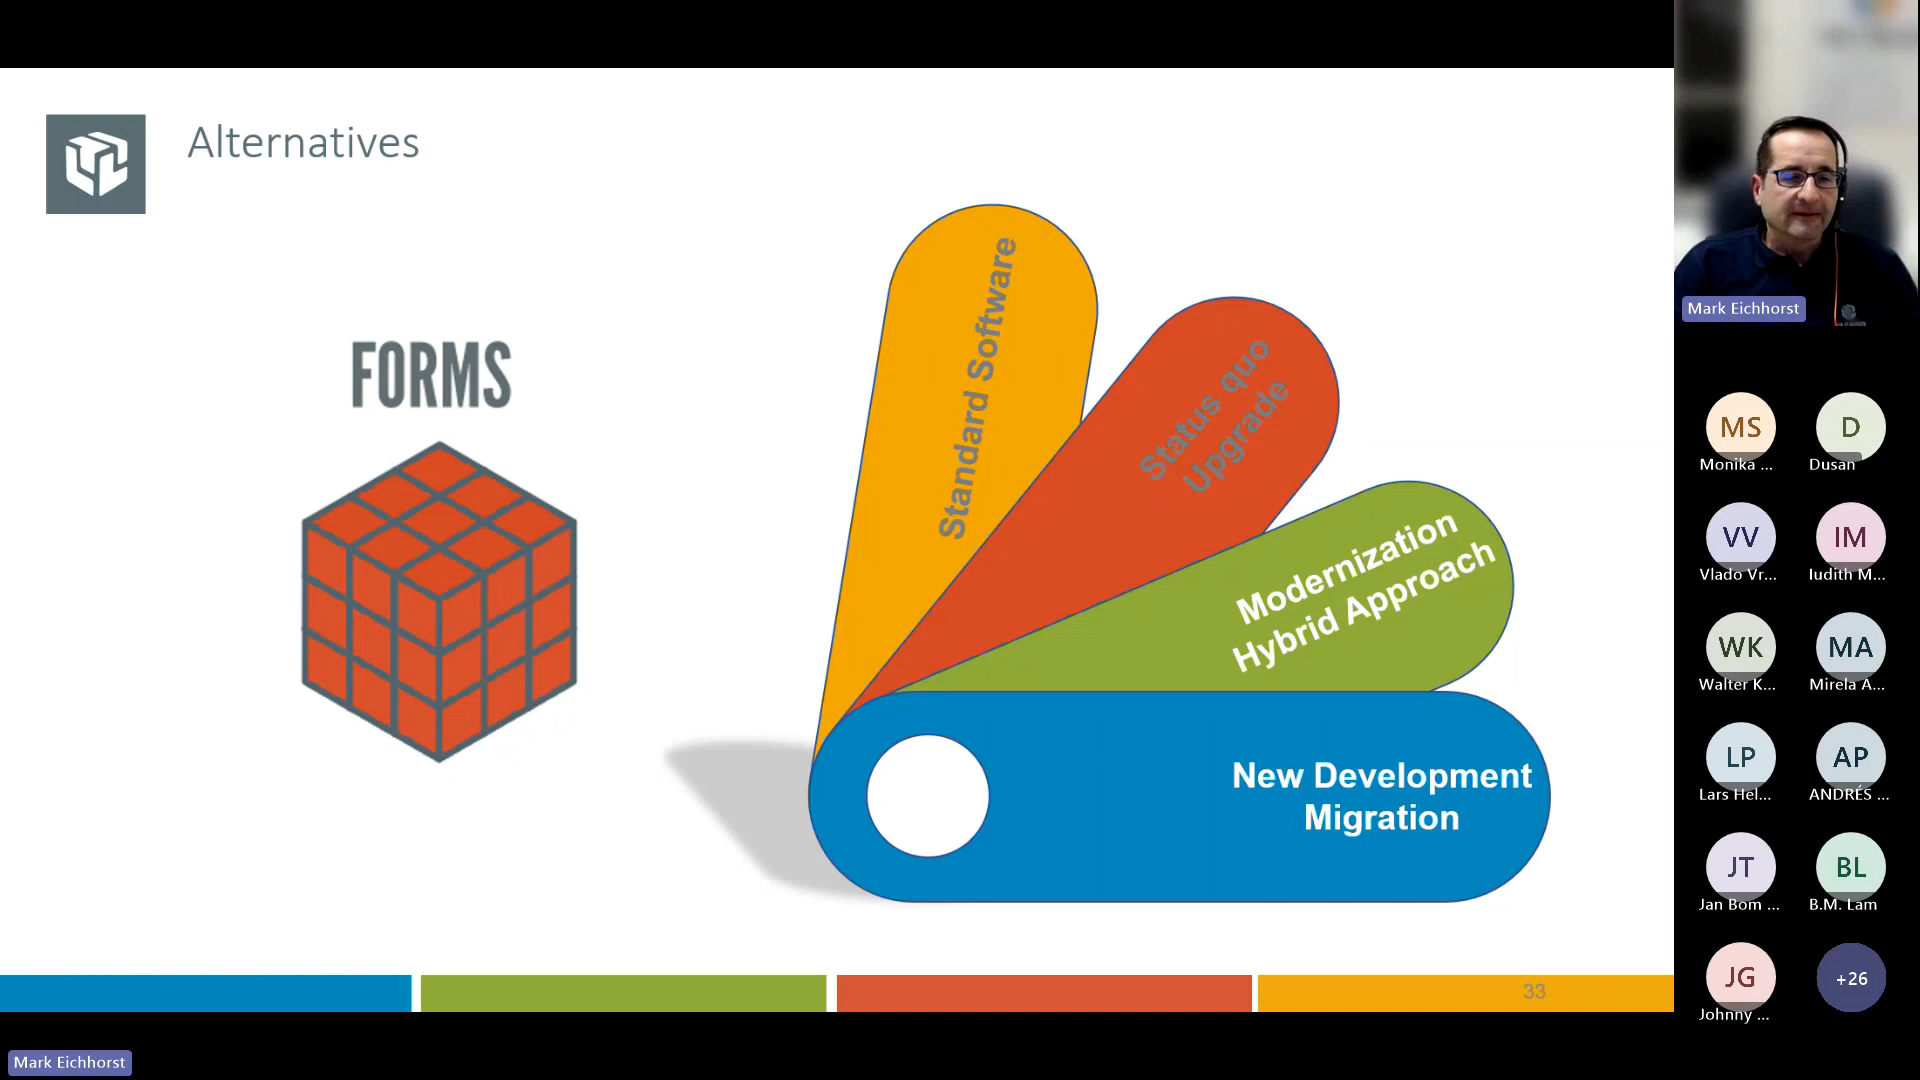 Alternatives
FORMS
Standard Software
Status quo
Upgrade
Modernization
Hybrid Approach
New Development
Migration
33
Mark Eichhorst
Mark Eichhorst
MS
Monika ...
D
Dusan
VV
Vlado Vr...
IM
Iudith M...
WK
Walter K...
MA
Mirela A...
LP
Lars Hel...
AP
ANDRÉS ...
JT
Jan Bom ...
BL
B.M. Lam
JG
Johnny ...
+26